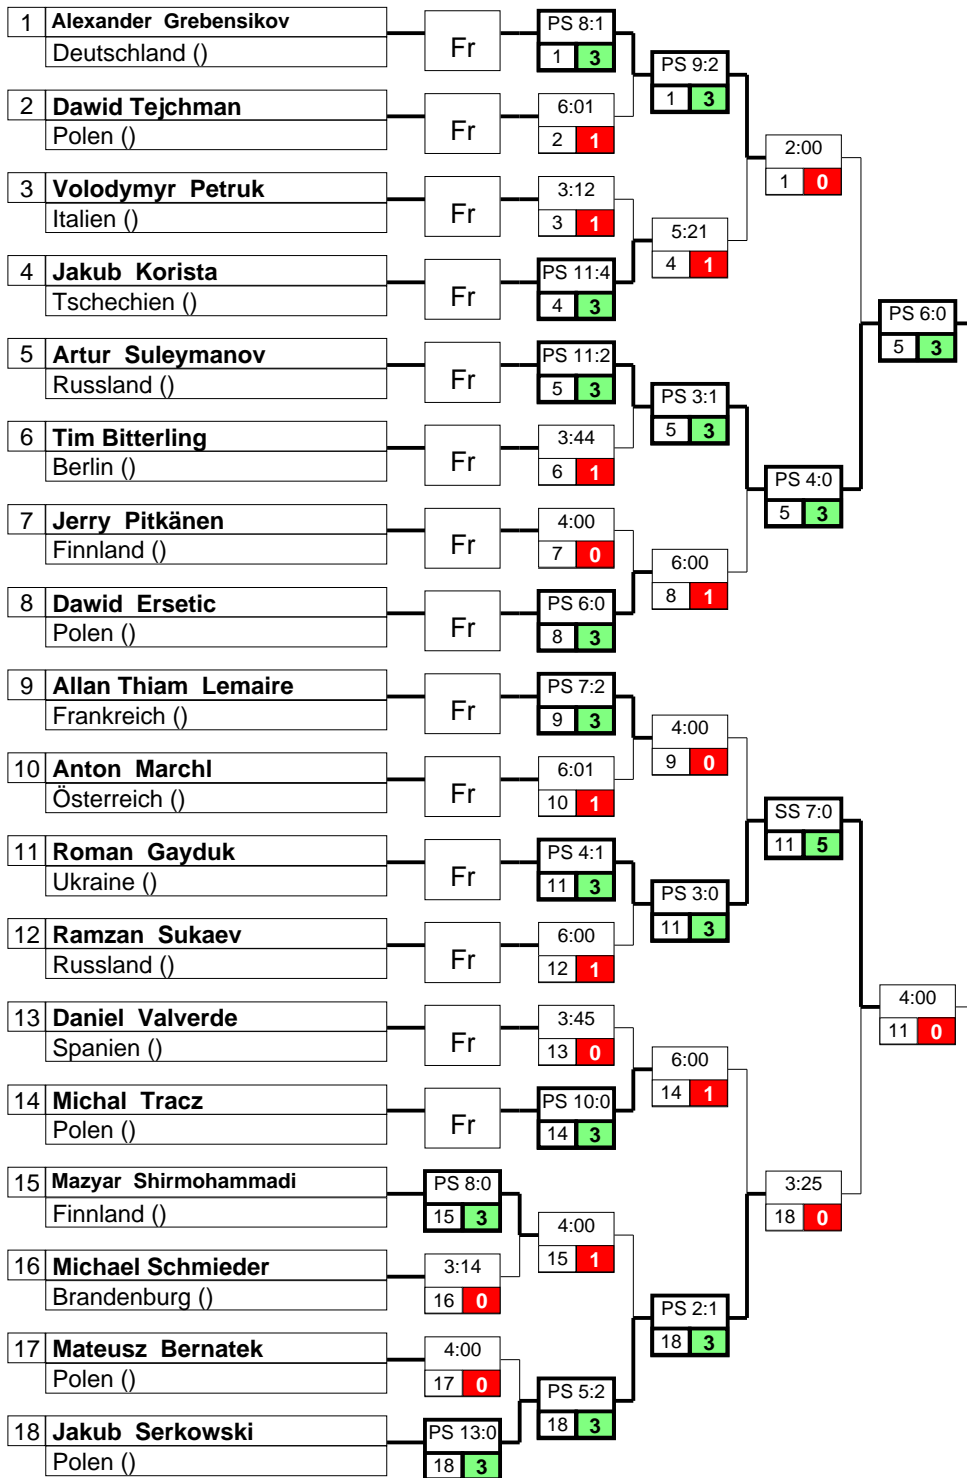 1 Alexander Grebensikov
Deutschland ()
Fr
PS 8:1
1 3
PS 9:2
1 3
2 Dawid Tejchman
Polen ()
Fr
6:01
2 1
2:00
1 0
3 Volodymyr Petruk
Italien ()
Fr
3:12
3 1
5:21
4 1
4 Jakub Korista
Tschechien ()
Fr
PS 11:4
4 3
PS 6:0
5 3
5 Artur Suleymanov
Russland ()
Fr
PS 11:2
5 3
PS 3:1
5 3
6 Tim Bitterling
Berlin ()
Fr
3:44
6 1
PS 4:0
5 3
7 Jerry Pitkänen
Finnland ()
Fr
4:00
7 0
6:00
8 1
8 Dawid Ersetic
Polen ()
Fr
PS 6:0
8 3
9 Allan Thiam Lemaire
Frankreich ()
Fr
PS 7:2
9 3
4:00
9 0
10 Anton Marchl
Österreich ()
Fr
6:01
10 1
SS 7:0
11 5
11 Roman Gayduk
Ukraine ()
Fr
PS 4:1
11 3
PS 3:0
11 3
12 Ramzan Sukaev
Russland ()
Fr
6:00
12 1
4:00
11 0
13 Daniel Valverde
Spanien ()
Fr
3:45
13 0
6:00
14 1
14 Michal Tracz
Polen ()
Fr
PS 10:0
14 3
15 Mazyar Shirmohammadi
Finnland ()
PS 8:0
15 3
4:00
15 1
3:25
18 0
16 Michael Schmieder
Brandenburg ()
3:14
16 0
PS 2:1
18 3
17 Mateusz Bernatek
Polen ()
4:00
17 0
PS 5:2
18 3
18 Jakub Serkowski
Polen ()
PS 13:0
18 3